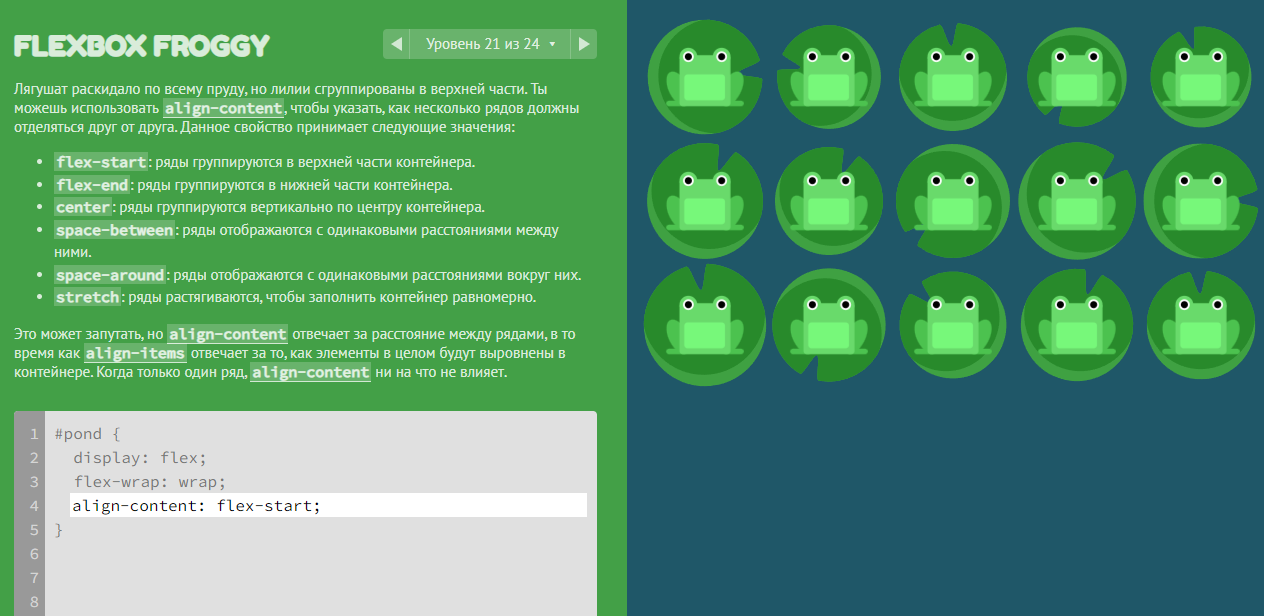 FLEXBOX FROGGY
◀ Уровень 21 из 24 ▾ ▶
Лягушат раскидало по всему пруду, но лилии сгруппированы в верхней части. Ты
можешь использовать align-content, чтобы указать, как несколько рядов должны
отделяться друг от друга. Данное свойство принимает следующие значения:
• flex-start: ряды группируются в верхней части контейнера.
• flex-end: ряды группируются в нижней части контейнера.
• center: ряды группируются вертикально по центру контейнера.
• space-between: ряды отображаются с одинаковыми расстояниями между
ними.
• space-around: ряды отображаются с одинаковыми расстояниями вокруг них.
• stretch: ряды растягиваются, чтобы заполнить контейнер равномерно.
Это может запутать, но align-content отвечает за расстояние между рядами, в то
время как align-items отвечает за то, как элементы в целом будут выровнены в
контейнере. Когда только один ряд, align-content ни на что не влияет.
1 #pond {
2 display: flex;
3 flex-wrap: wrap;
4 align-content: flex-start;
5 }
6
7
8